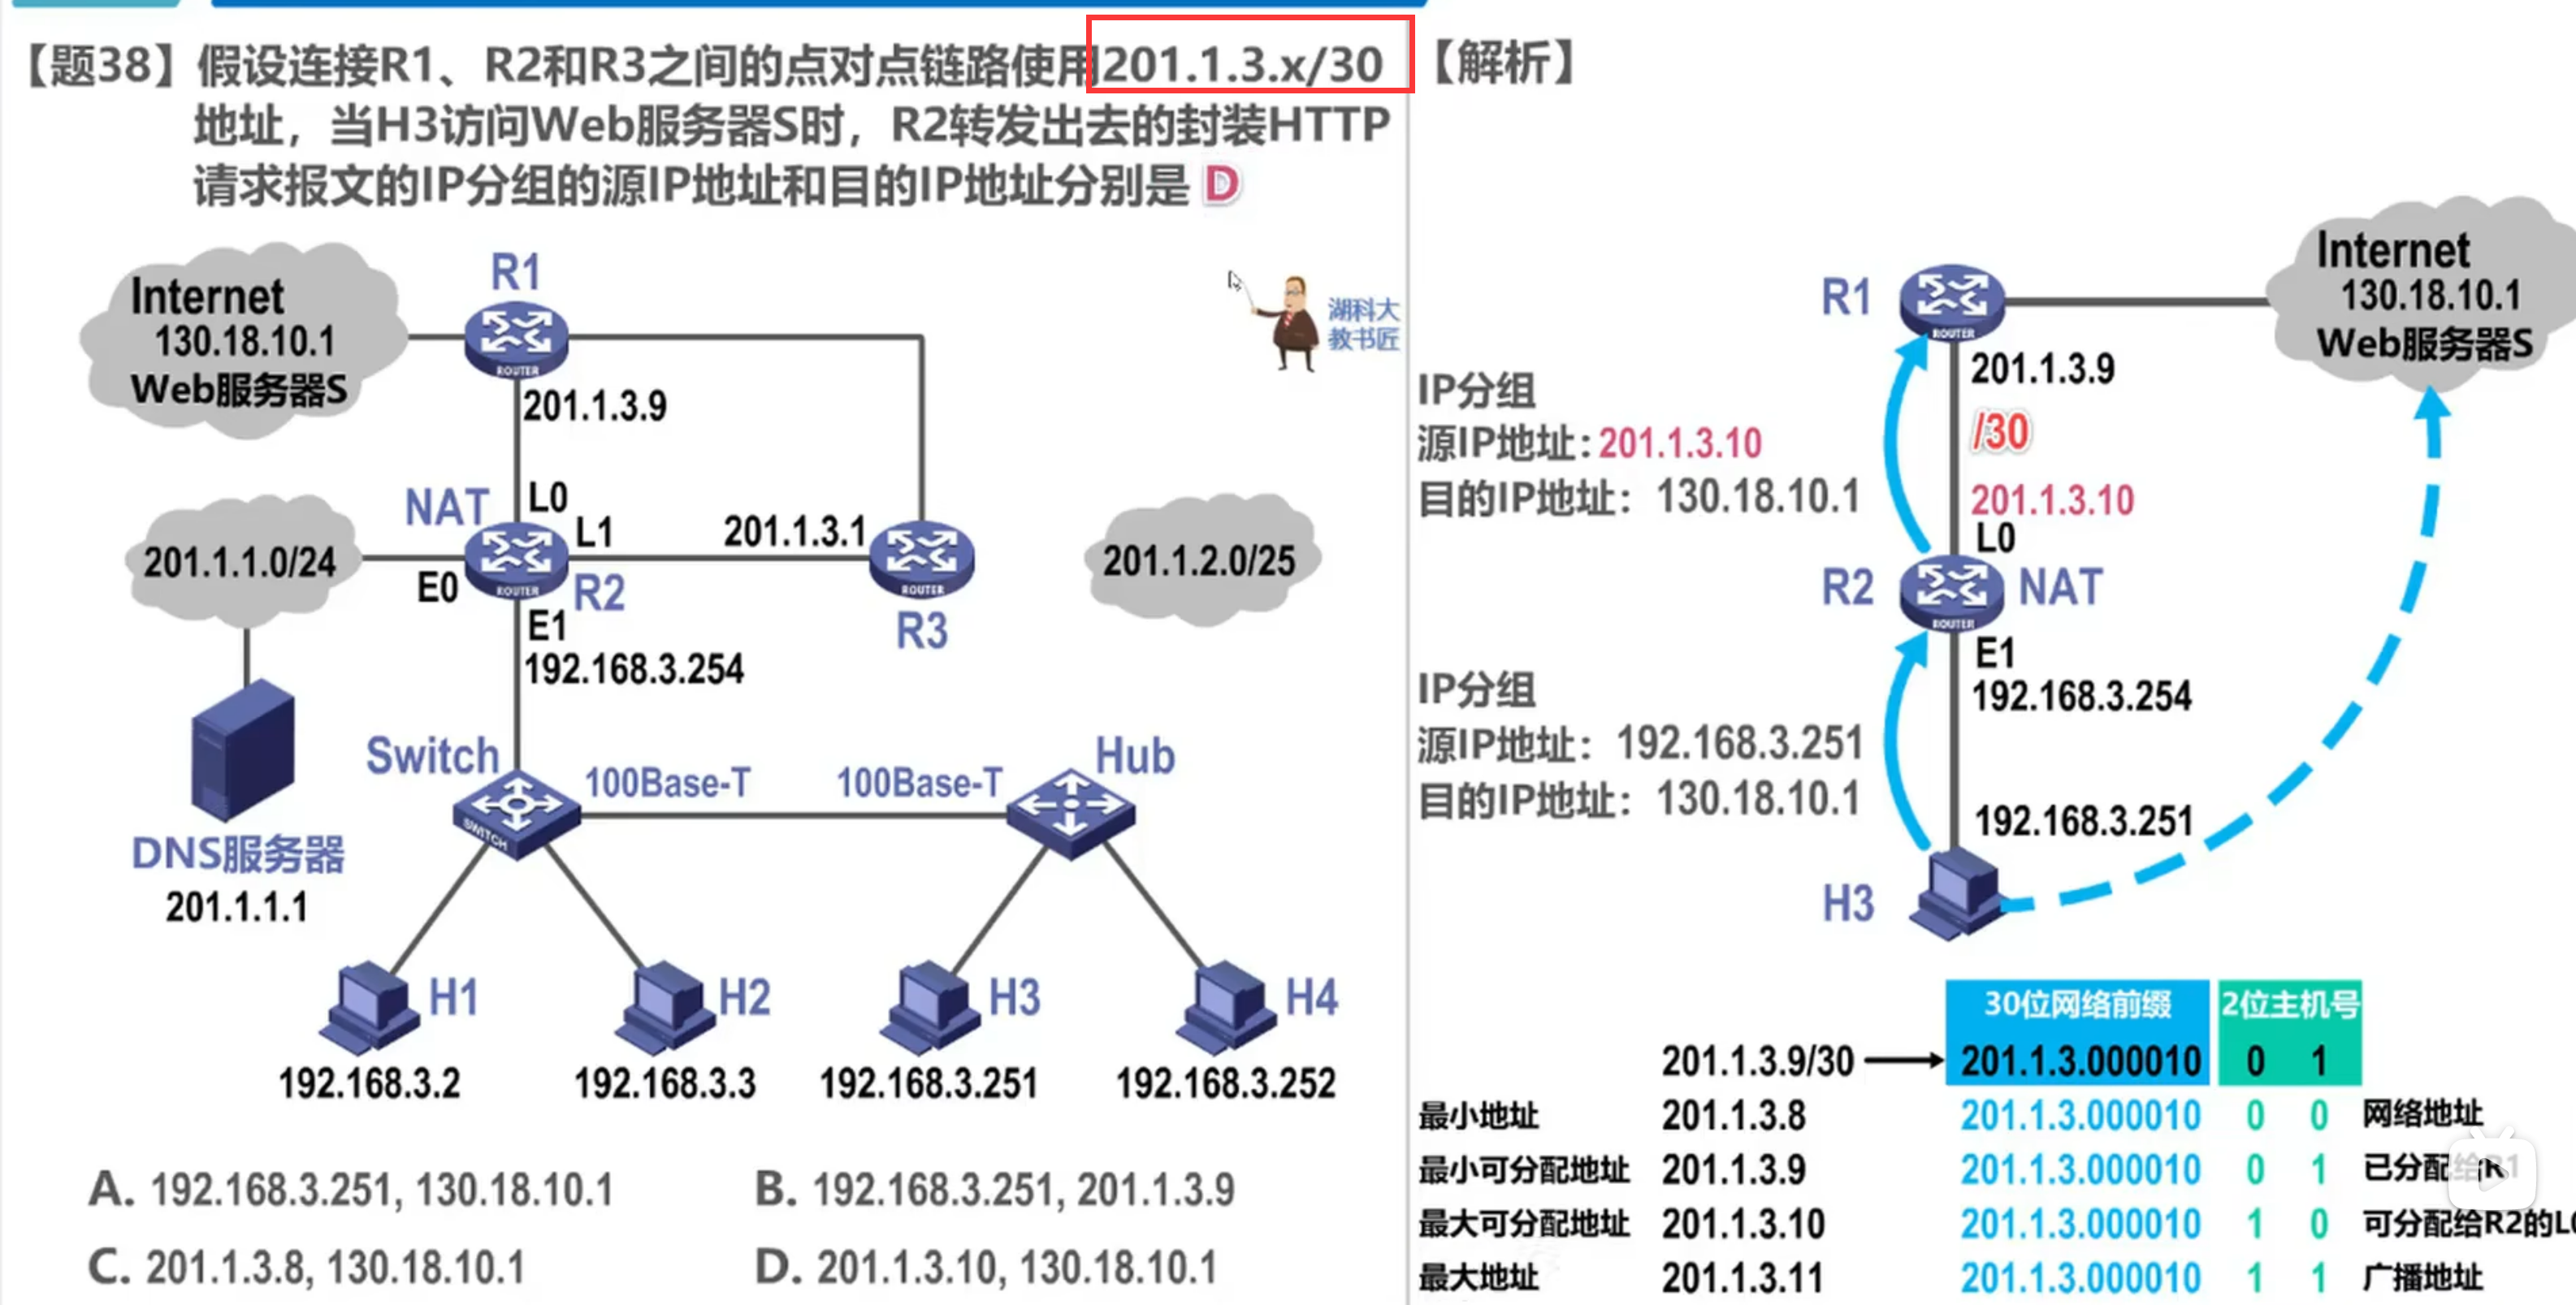 【题38】假设连接R1、R2和R3之间的点对点链路使用201.1.3.x/30
地址，当H3访问Web服务器S时，R2转发出去的封装HTTP
请求报文的IP分组的源IP地址和目的IP地址分别是 D
Internet
130.18.10.1
Web服务器S
R1
ROUTER
201.1.3.9
湖科大
教书匠
NAT
L0
L1
201.1.3.1
201.1.1.0/24
E0
ROUTER
R2
ROUTER
R3
201.1.2.0/25
E1
192.168.3.254
Switch
100Base-T
100Base-T
Hub
SWITCH
DNS服务器
201.1.1.1
H1
H2
H3
H4
192.168.3.2
192.168.3.3
192.168.3.251
192.168.3.252
A. 192.168.3.251, 130.18.10.1
B. 192.168.3.251, 201.1.3.9
C. 201.1.3.8, 130.18.10.1
D. 201.1.3.10, 130.18.10.1
【解析】
R1
ROUTER
Internet
130.18.10.1
Web服务器S
201.1.3.9
/30
IP分组
源IP地址：201.1.3.10
目的IP地址：130.18.10.1
201.1.3.10
L0
R2
ROUTER
NAT
E1
192.168.3.254
IP分组
源IP地址：192.168.3.251
目的IP地址：130.18.10.1
192.168.3.251
H3
30位网络前缀 2位主机号
201.1.3.9/30 201.1.3.000010 0 1
最小地址 201.1.3.8 201.1.3.000010 0 0 网络地址
最小可分配地址 201.1.3.9 201.1.3.000010 0 1 已分配给R1
最大可分配地址 201.1.3.10 201.1.3.000010 1 0 可分配给R2的L0
最大地址 201.1.3.11 201.1.3.000010 1 1 广播地址